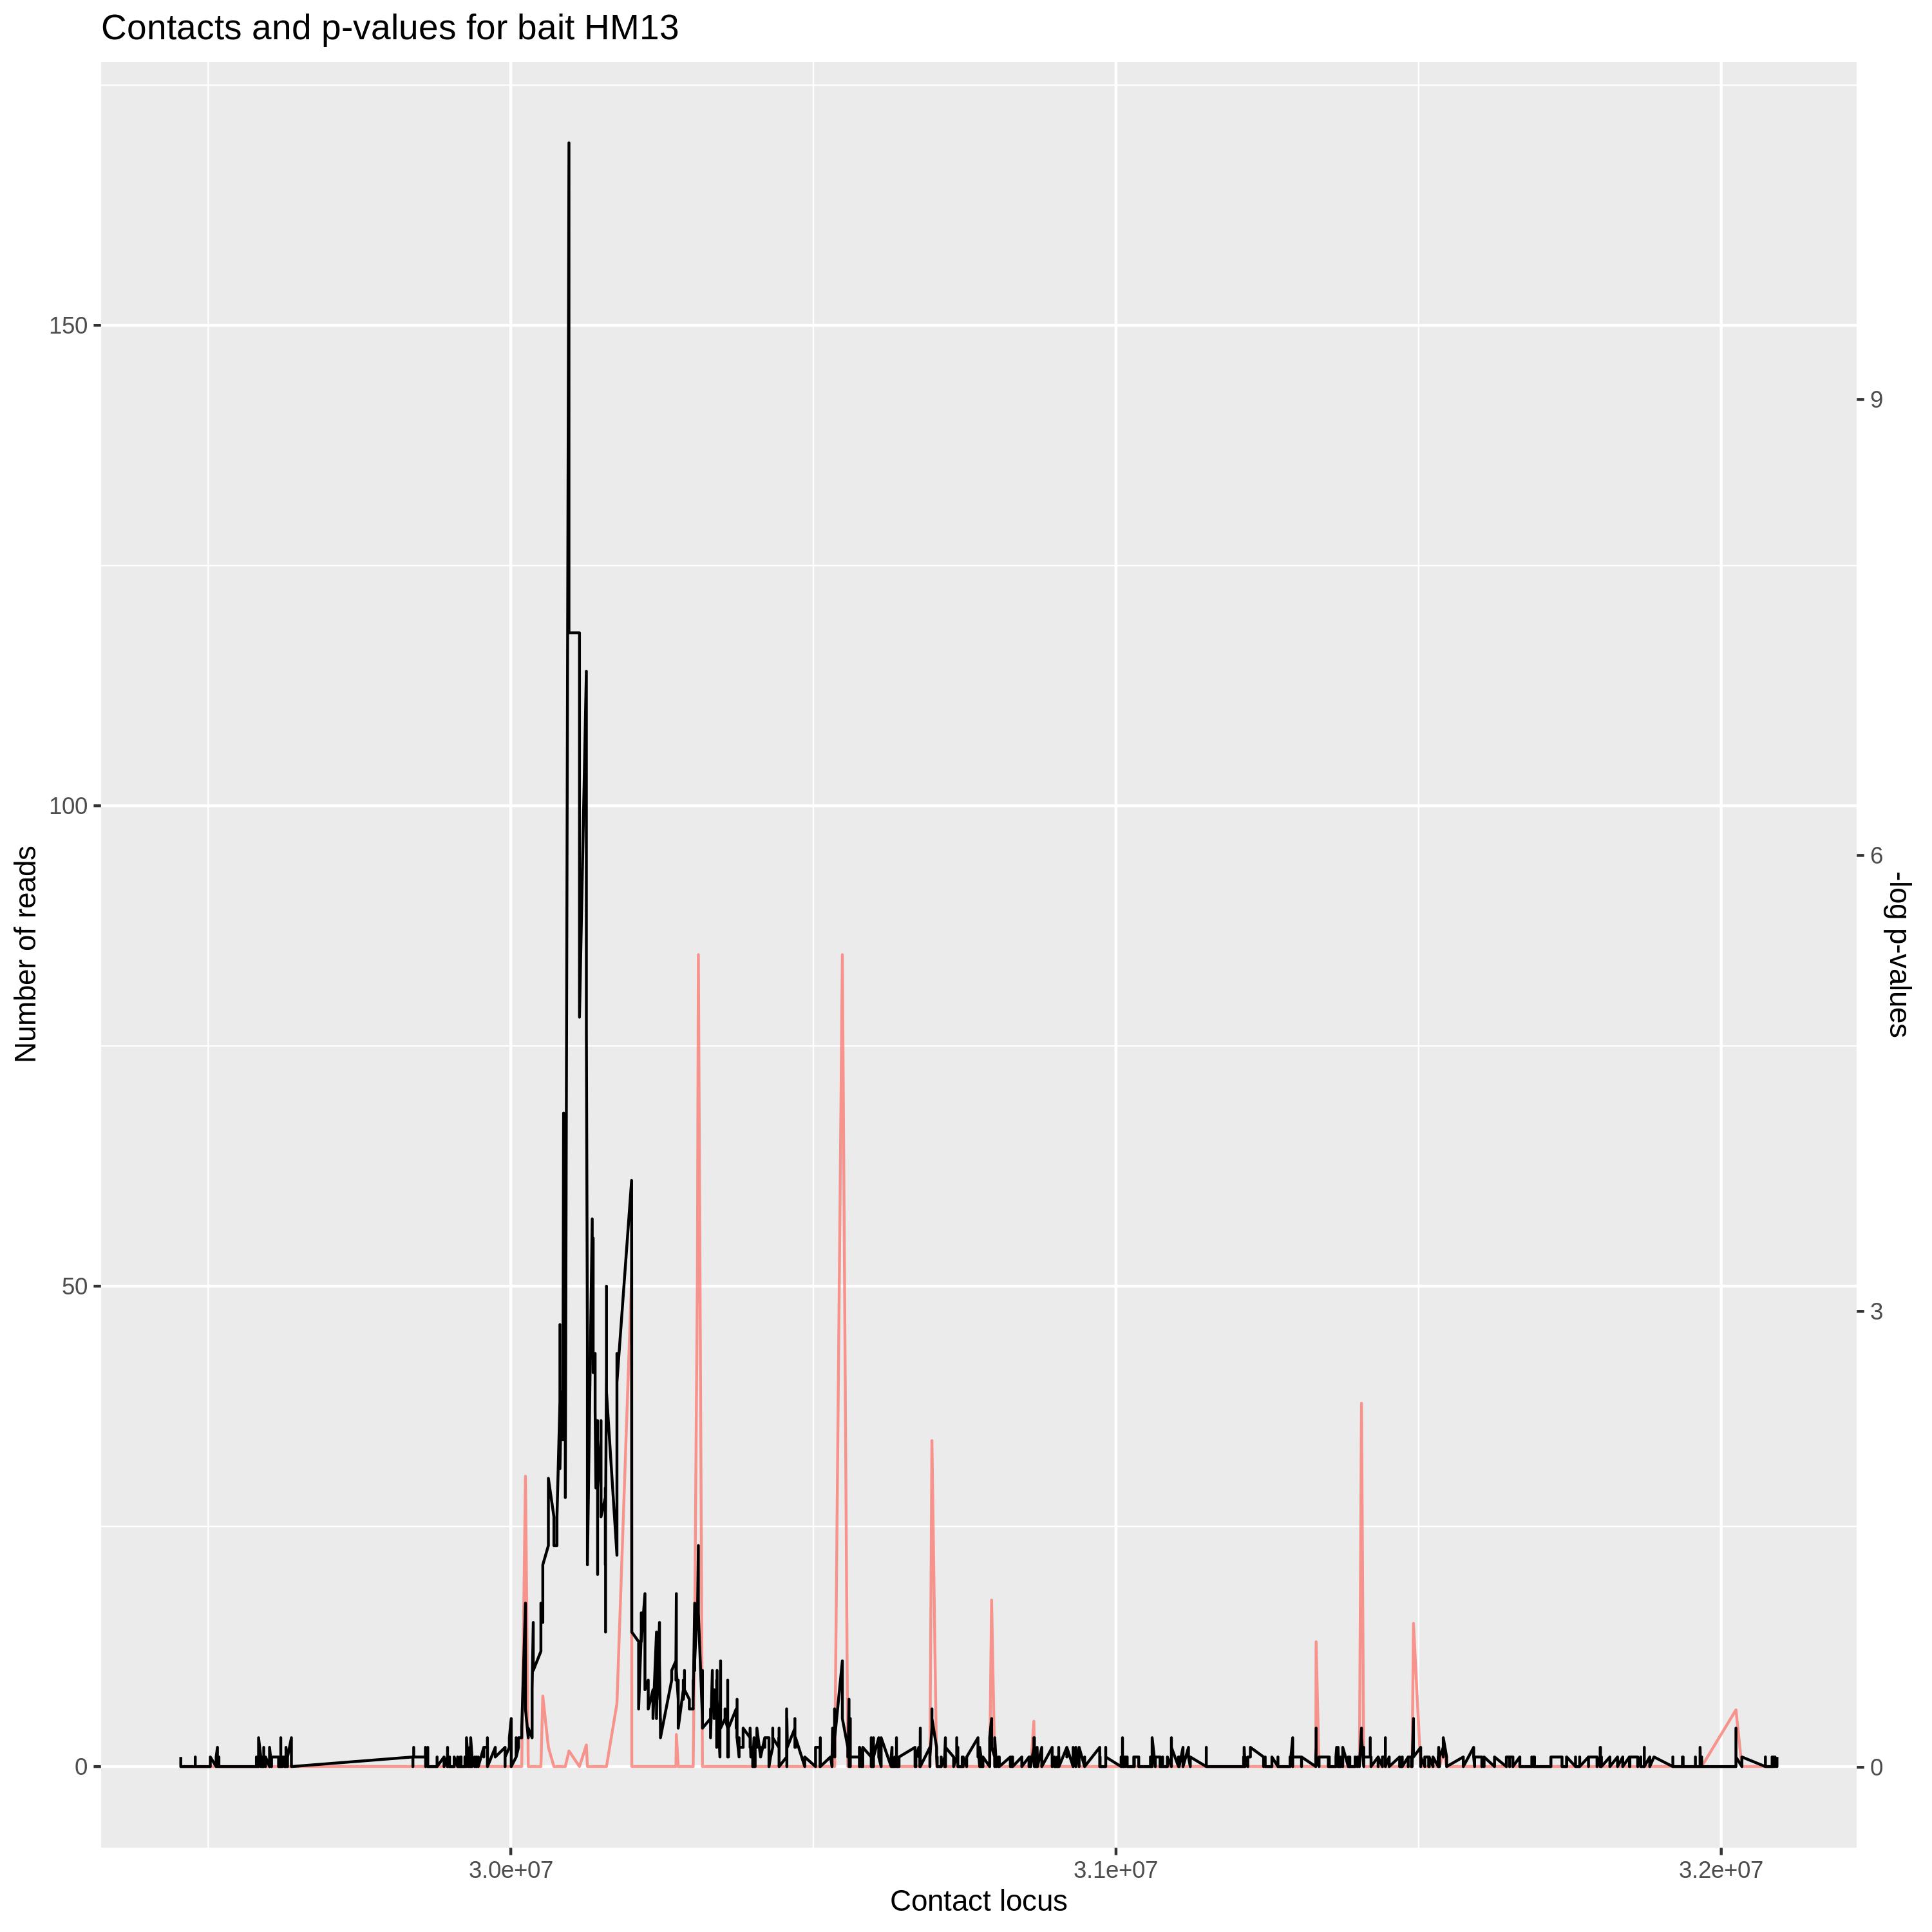 Contacts and p-values for bait HM13
150
100
50
0
Number of reads
9
6
3
0
-log p-values
3.0e+07
3.1e+07
3.2e+07
Contact locus